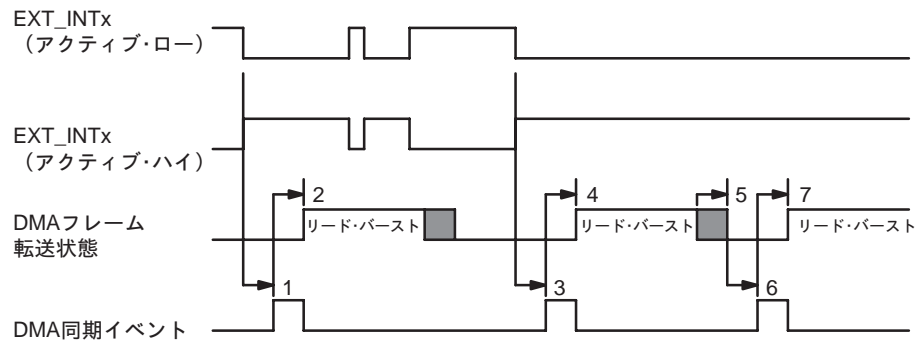 EXT_INTx
（アクティブ･ロー）
EXT_INTx
（アクティブ･ハイ）
2
4
5
7
DMAフレーム
転送状態
リード･バースト
リード･バースト
リード･バースト
1
3
6
DMA同期イベント